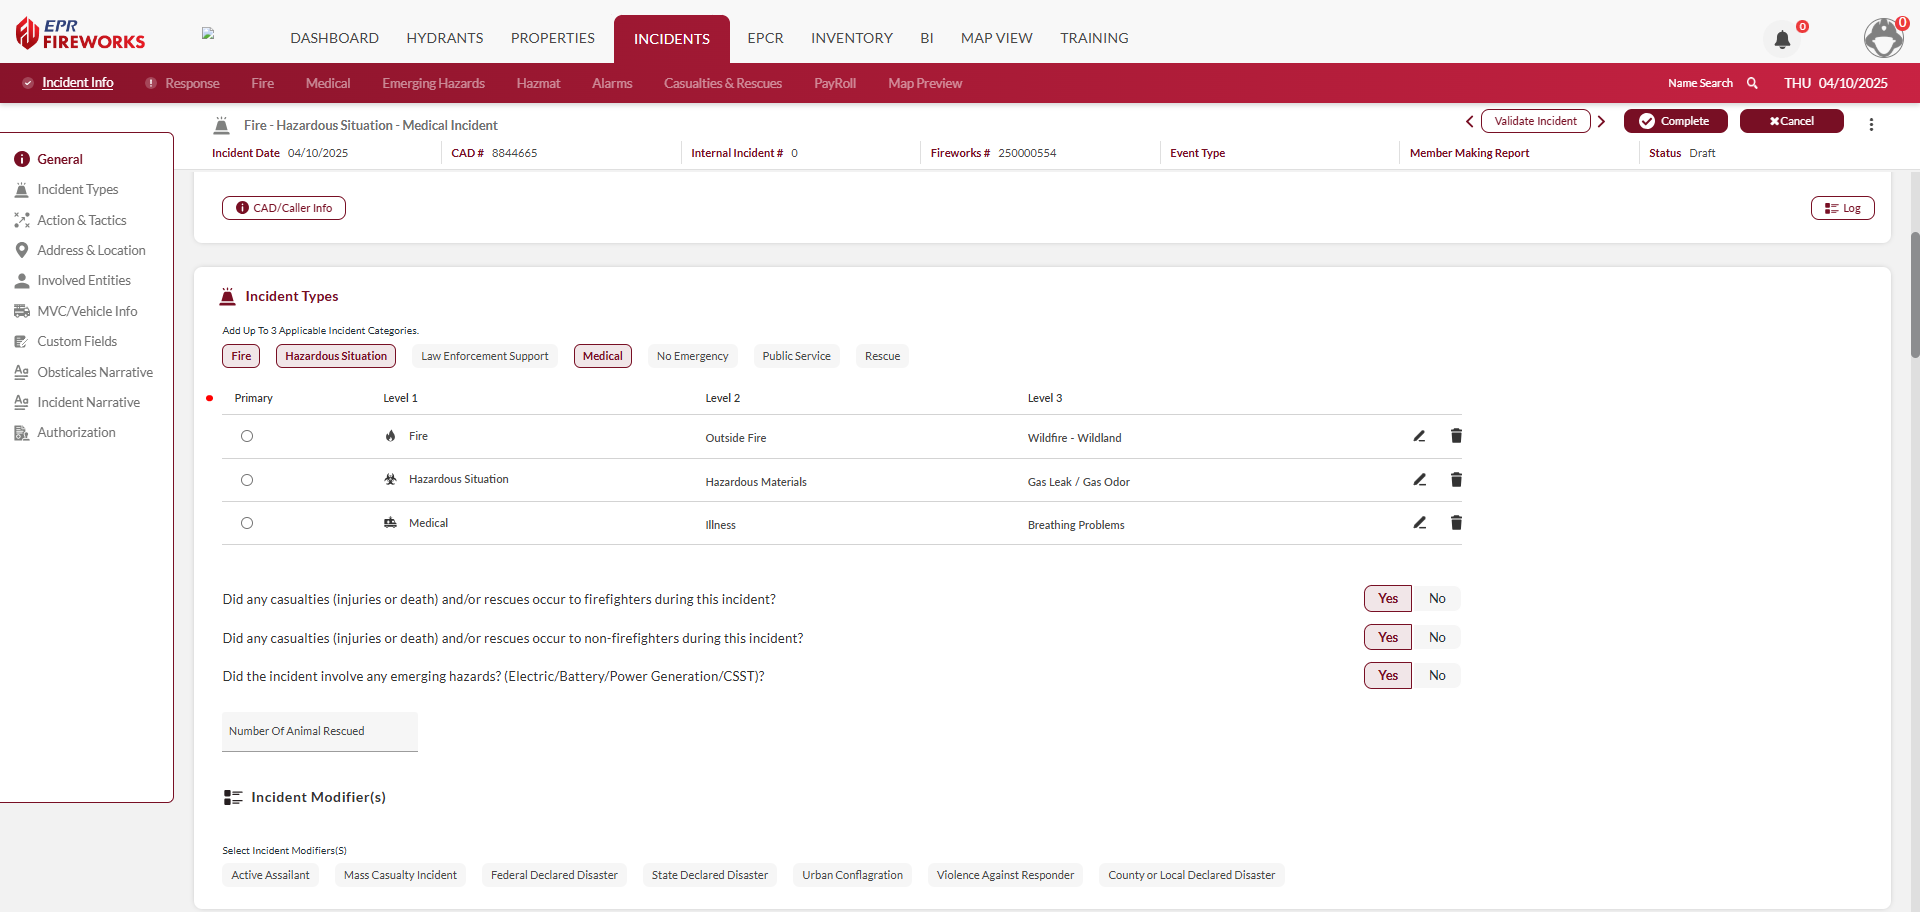 EPR
FIREWORKS
DASHBOARD HYDRANTS PROPERTIES INCIDENTS EPCR INVENTORY BI MAP VIEW TRAINING
0
0
Incident Info Response Fire Medical Emerging Hazards Hazmat Alarms Casualties & Rescues PayRoll Map Preview Name Search THU 04/10/2025
Fire - Hazardous Situation - Medical Incident
Validate Incident Complete Cancel
Incident Date 04/10/2025 CAD # 8844665 Internal Incident # 0 Fireworks # 250000554 Event Type Member Making Report Status Draft
General
Incident Types
Action & Tactics
Address & Location
Involved Entities
MVC/Vehicle Info
Custom Fields
Obsticales Narrative
Incident Narrative
Authorization
CAD/Caller Info Log
Incident Types
Add Up To 3 Applicable Incident Categories.
Fire Hazardous Situation Law Enforcement Support Medical No Emergency Public Service Rescue
Primary Level 1 Level 2 Level 3
Fire Outside Fire Wildfire - Wildland
Hazardous Situation Hazardous Materials Gas Leak / Gas Odor
Medical Illness Breathing Problems
Did any casualties (injuries or death) and/or rescues occur to firefighters during this incident? Yes No
Did any casualties (injuries or death) and/or rescues occur to non-firefighters during this incident? Yes No
Did the incident involve any emerging hazards? (Electric/Battery/Power Generation/CSST)? Yes No
Number Of Animal Rescued
Incident Modifier(s)
Select Incident Modifiers(S)
Active Assailant Mass Casualty Incident Federal Declared Disaster State Declared Disaster Urban Conflagration Violence Against Responder County or Local Declared Disaster